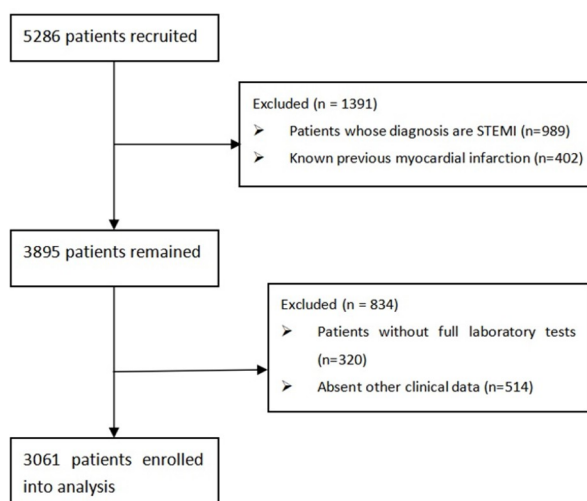 5286 patients recruited
Excluded (n = 1391)
➢ Patients whose diagnosis are STEMI (n=989)
➢ Known previous myocardial infarction (n=402)
3895 patients remained
Excluded (n = 834)
➢ Patients without full laboratory tests
(n=320)
➢ Absent other clinical data (n=514)
3061 patients enrolled
into analysis